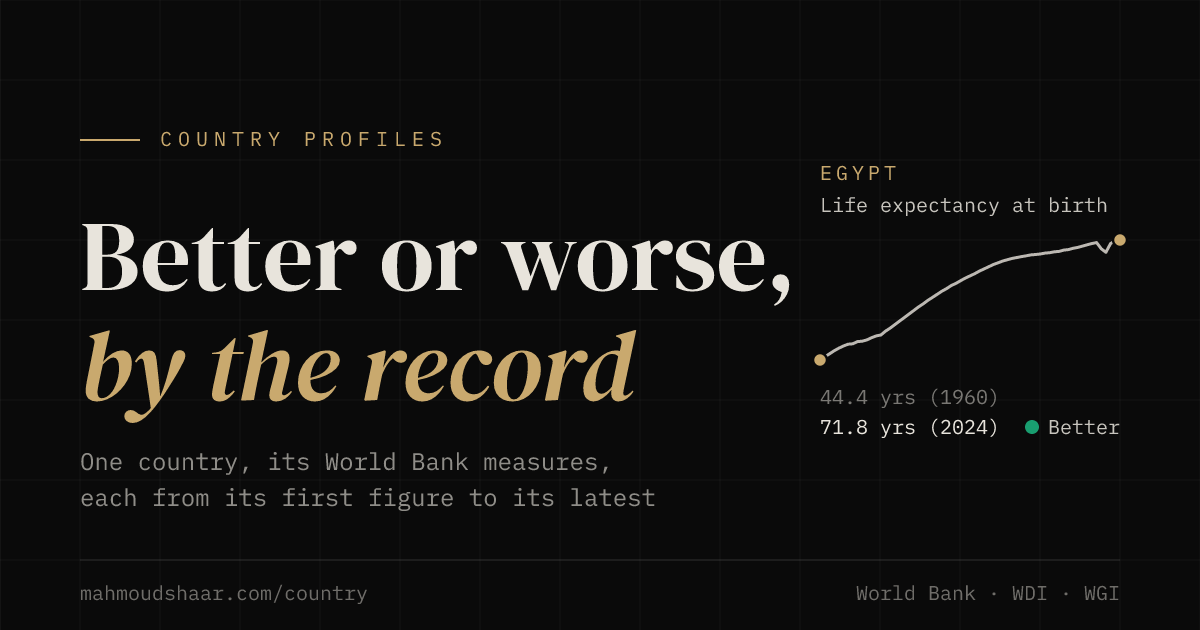 COUNTRY PROFILES
Better or worse,
by the record
One country, its World Bank measures,
each from its first figure to its latest
EGYPT
Life expectancy at birth
44.4 yrs (1960)
71.8 yrs (2024) Better
mahmoudshaar.com/country
World Bank · WDI · WGI